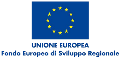 UNIONE EUROPEA
Fondo Europeo di Sviluppo Regionale